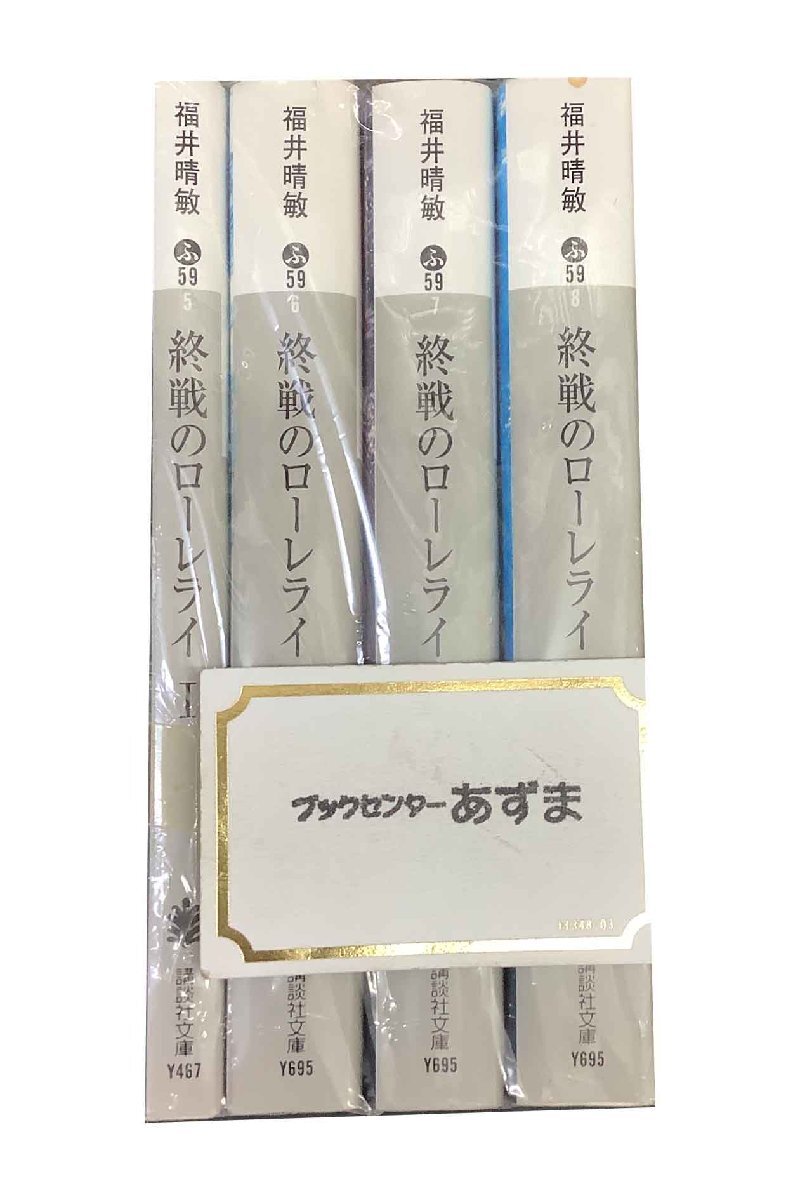 福井晴敏
ふ
59
5
終戦のローレライ
I
講談社文庫
Y467
福井晴敏
ふ
59
6
終戦のローレライ
講談社文庫
Y695
福井晴敏
ふ
59
7
終戦のローレライ
講談社文庫
Y695
福井晴敏
ふ
59
8
終戦のローレライ
講談社文庫
Y695
ブックセンターあずま